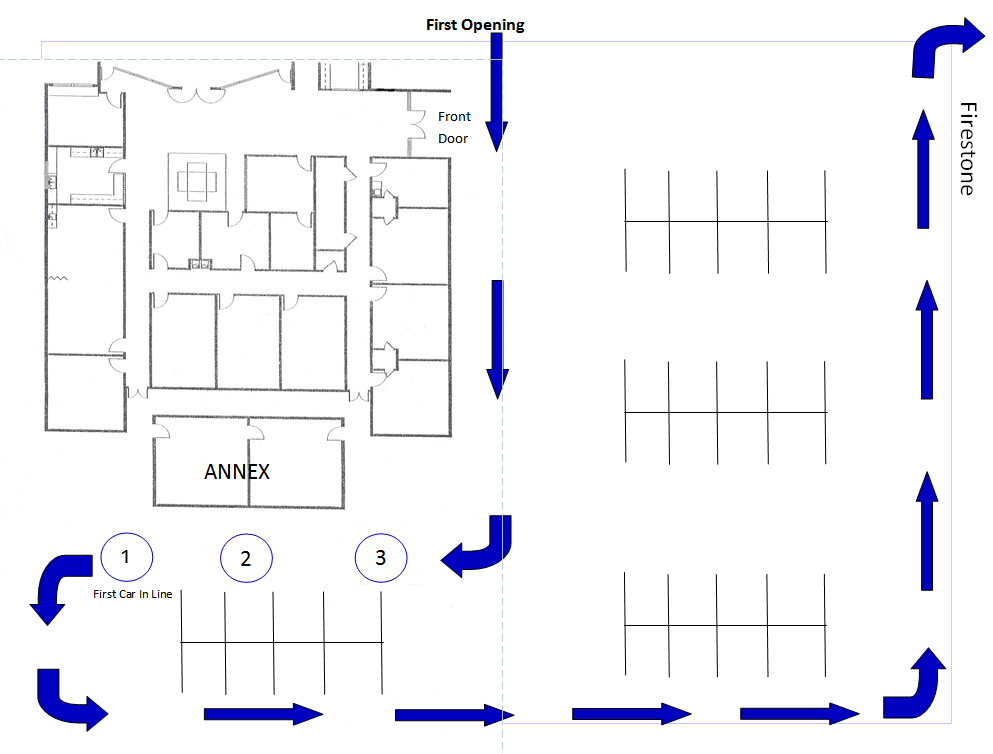 First Opening
Front
Door
Firestone
ANNEX
1
2
3
First Car In Line